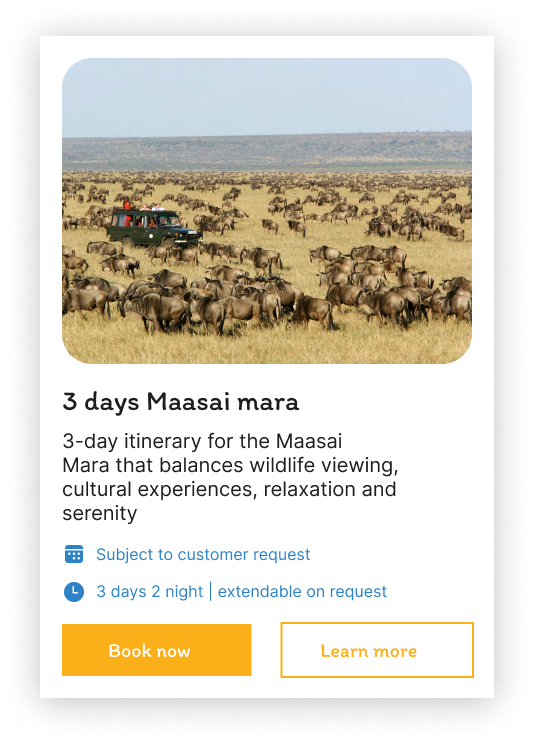 3 days Maasai mara
3-day itinerary for the Maasai
Mara that balances wildlife viewing,
cultural experiences, relaxation and
serenity
Subject to customer request
3 days 2 night | extendable on request
Book now
Learn more